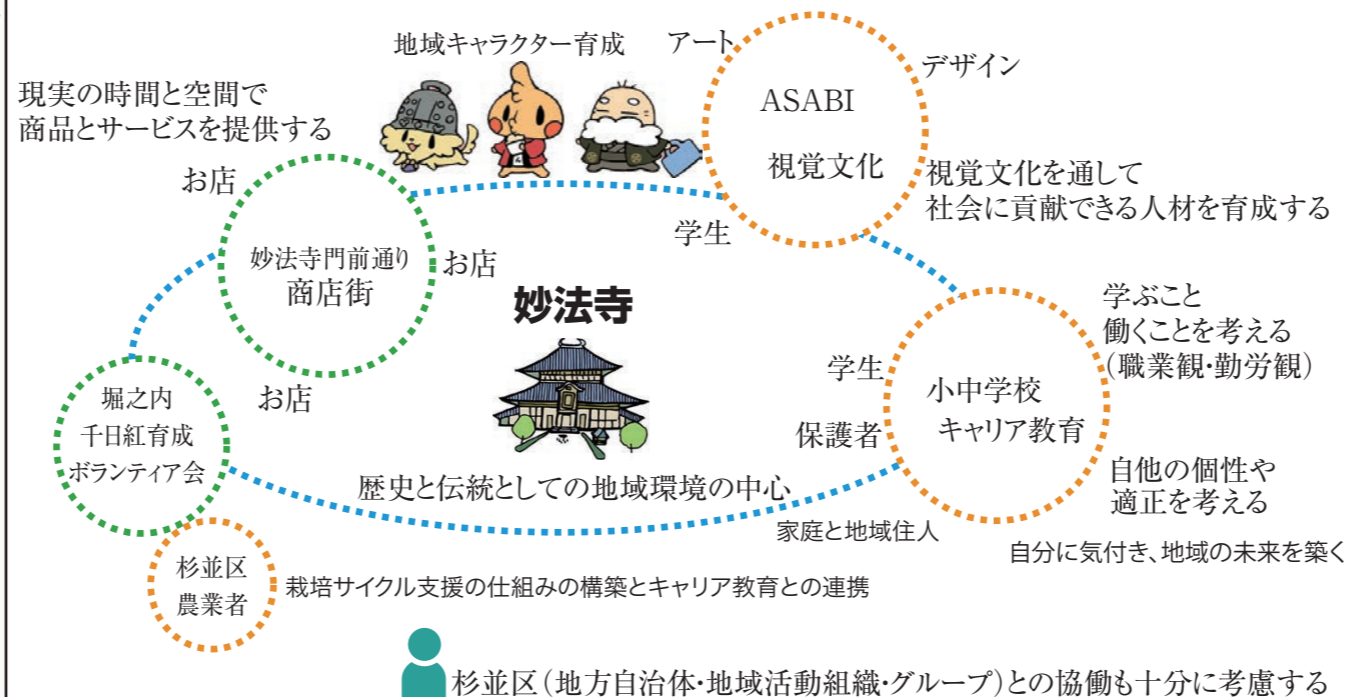 地域キャラクター育成
アート
デザイン
現実の時間と空間で
商品とサービスを提供する
ASABI
視覚文化
お店
視覚文化を通して
社会に貢献できる人材を育成する
学生
妙法寺門前通り
商店街
お店
妙法寺
学ぶこと
働くことを考える
(職業観・勤労観)
学生
小中学校
キャリア教育
保護者
お店
堀之内
千日紅育成
ボランティア会
自他の個性や
適正を考える
歴史と伝統としての地域環境の中心
家庭と地域住人
自分に気付き、地域の未来を築く
杉並区
農業者
栽培サイクル支援の仕組みの構築とキャリア教育との連携
杉並区(地方自治体・地域活動組織・グループ)との協働も十分に考慮する